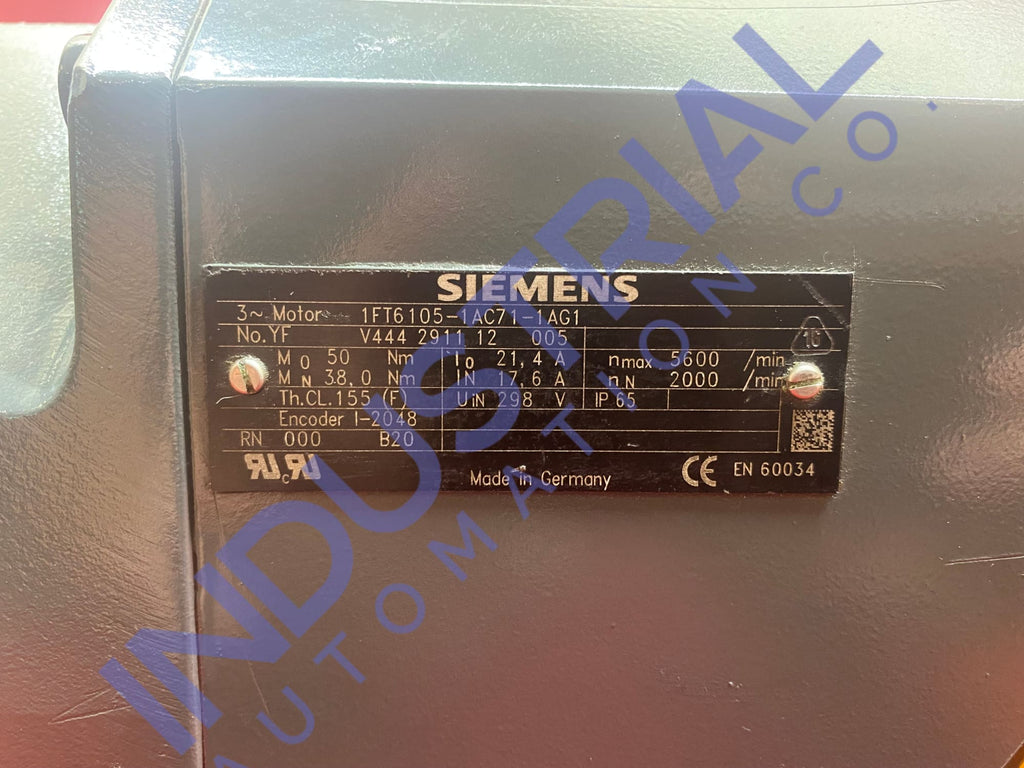 SIEMENS
3~ Motor 1FT6105-1AC71-1AG1
No.YF V444 2911 12 005
M0 50 Nm I0 21,4 A nmax 5600 /min
MN 38,0 Nm IN 17,6 A nN 2000 /min
Th.CL.155 (F) UIN 298 V IP 65
Encoder I-2048
RN 000 B20
Made in Germany CE EN 60034
INDUSTRIAL
AUTOMATION CO.